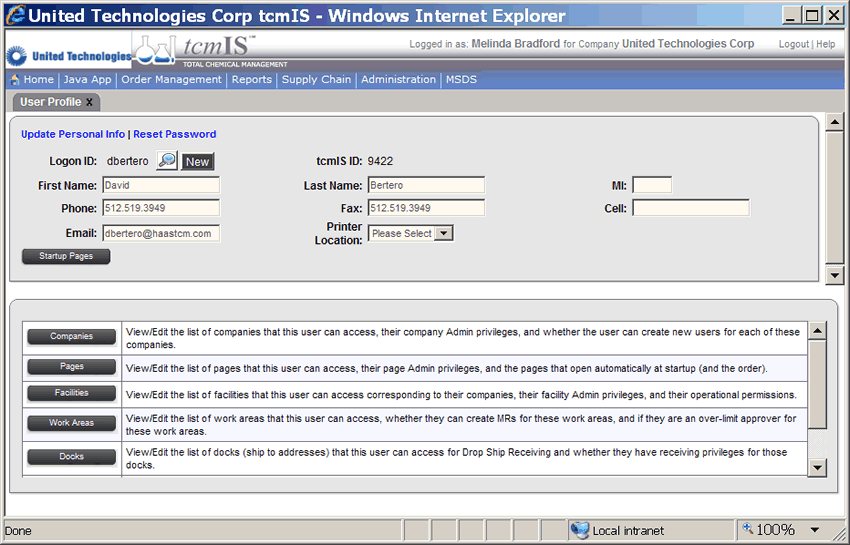 United Technologies Corp tcmIS - Windows Internet Explorer
United Technologies
tcmIS™
TOTAL CHEMICAL MANAGEMENT
Logged in as: Melinda Bradford for Company United Technologies Corp
Logout | Help
Home | Java App | Order Management | Reports | Supply Chain | Administration | MSDS
User Profile x
Update Personal Info | Reset Password
Logon ID: dbertero New tcmIS ID: 9422
First Name: David Last Name: Bertero MI:
Phone: 512.519.3949 Fax: 512.519.3949 Cell:
Email: dbertero@haastcm.com Printer Location: Please Select
Startup Pages
Companies View/Edit the list of companies that this user can access, their company Admin privileges, and whether the user can create new users for each of these
companies.
Pages View/Edit the list of pages that this user can access, their page Admin privileges, and the pages that open automatically at startup (and the order).
Facilities View/Edit the list of facilities that this user can access corresponding to their companies, their facility Admin privileges, and their operational permissions.
Work Areas View/Edit the list of work areas that this user can access, whether they can create MRs for these work areas, and if they are an over-limit approver for
these work areas.
Docks View/Edit the list of docks (ship to addresses) that this user can access for Drop Ship Receiving and whether they have receiving privileges for those
docks.
Done Local intranet 100%